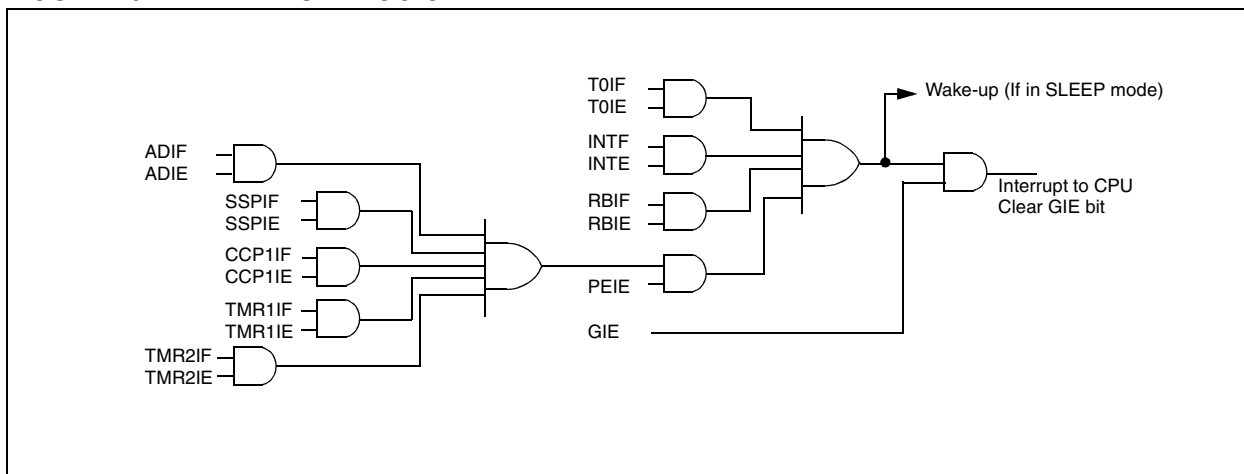 T0IF
T0IE
Wake-up (If in SLEEP mode)
INTF
INTE
ADIF
ADIE
Interrupt to CPU
Clear GIE bit
SSPIF
SSPIE
RBIF
RBIE
CCP1IF
CCP1IE
PEIE
TMR1IF
TMR1IE
GIE
TMR2IF
TMR2IE